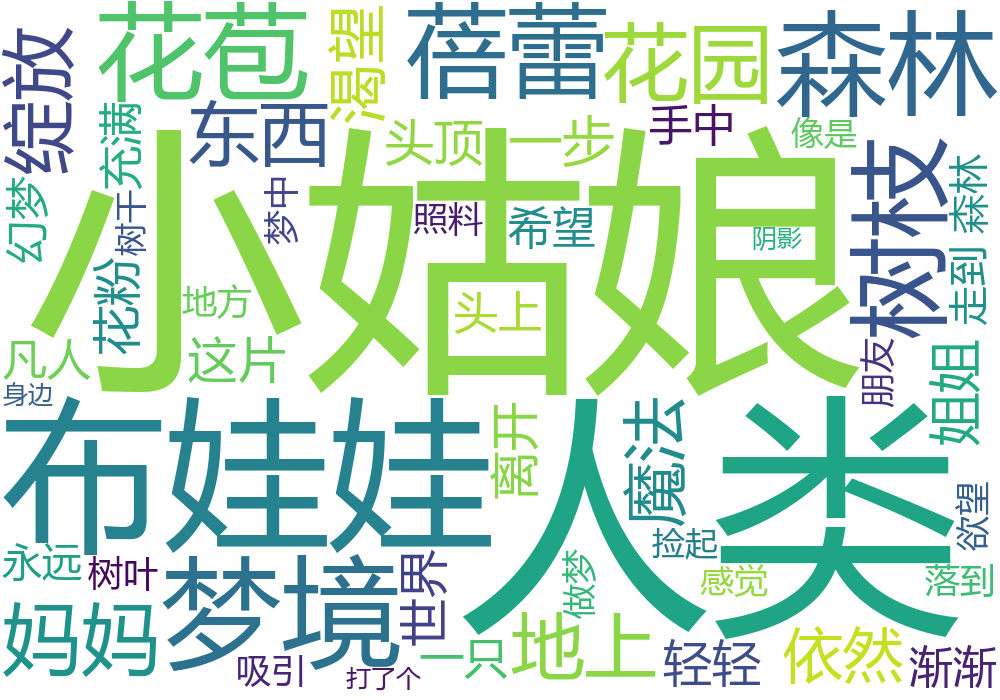 绽放
花苞
渴望
蓓蕾
花园
森林
充满
东西
头顶
一步
手中
像是
幻梦
树干
梦中
小姑娘
照料
希望
阴影
树枝
森林
花粉
地方
头上
走到
凡人
这片
朋友
姐姐
身边
布娃娃
离开
人类
魔法
欲望
永远
树叶
梦境
世界
做梦
捡起
感觉
落到
妈妈
吸引
打了个
一只
地上
轻轻
依然
渐渐